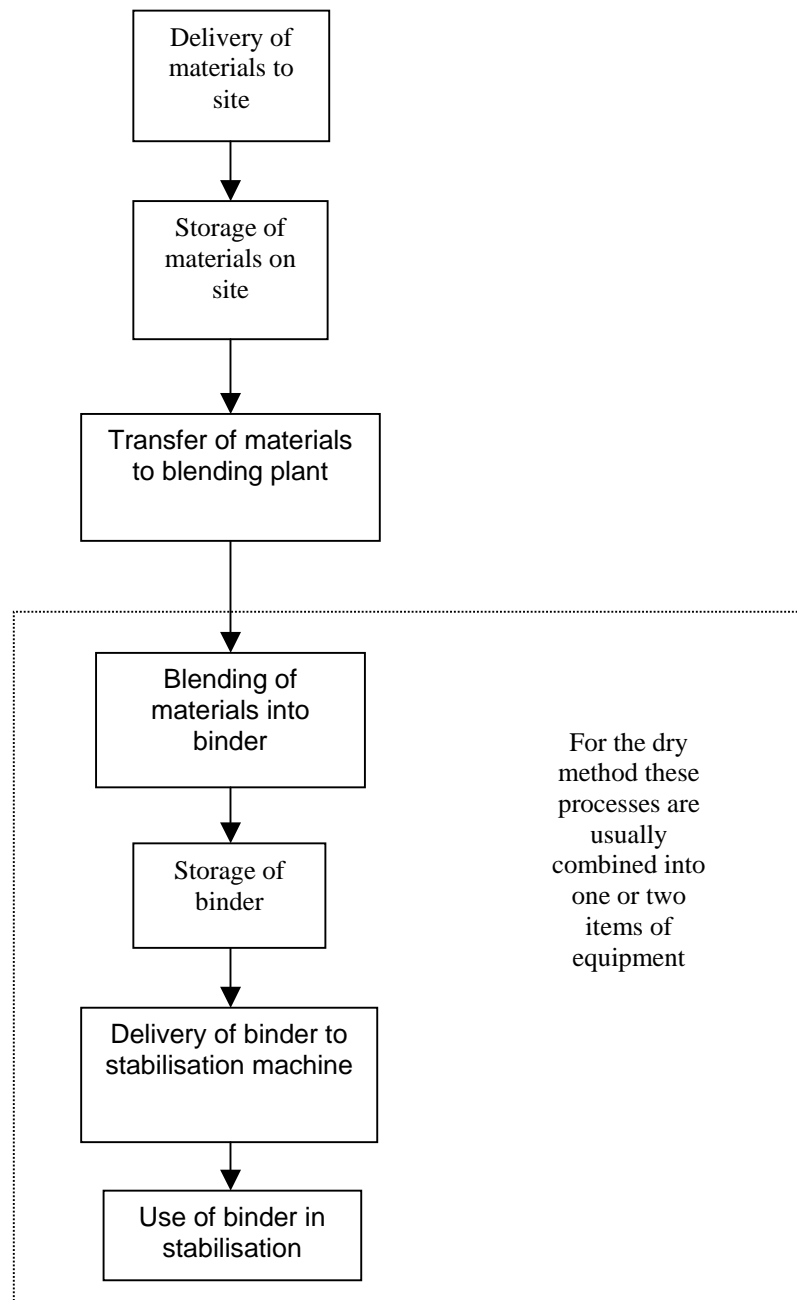 Delivery of
materials to
site
Storage of
materials on
site
Transfer of materials
to blending plant
Blending of
materials into
binder
For the dry
method these
processes are
usually
combined into
one or two
items of
equipment
Storage of
binder
Delivery of binder to
stabilisation machine
Use of binder in
stabilisation